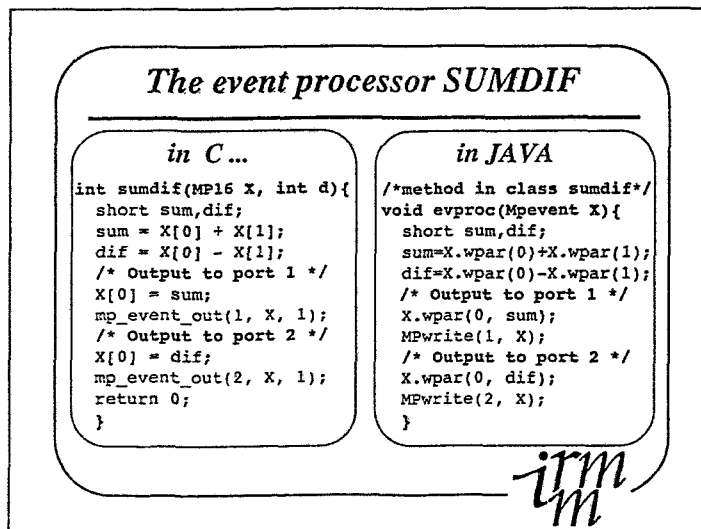 The event processor SUMDIF
in C ...
int sumdif(MP16 X, int d){
short sum,dif;
sum = X[0] + X[1];
dif = X[0] - X[1];
/* Output to port 1 */
X[0] = sum;
mp_event_out(1, X, 1);
/* Output to port 2 */
X[0] = dif;
mp_event_out(2, X, 1);
return 0;
}
in JAVA
/*method in class sumdif*/
void evproc(Mpevent X){
short sum,dif;
sum=X.wpar(0)+X.wpar(1);
dif=X.wpar(0)-X.wpar(1);
/* Output to port 1 */
X.wpar(0, sum);
MPwrite(1, X);
/* Output to port 2 */
X.wpar(0, dif);
MPwrite(2, X);
}
irmm